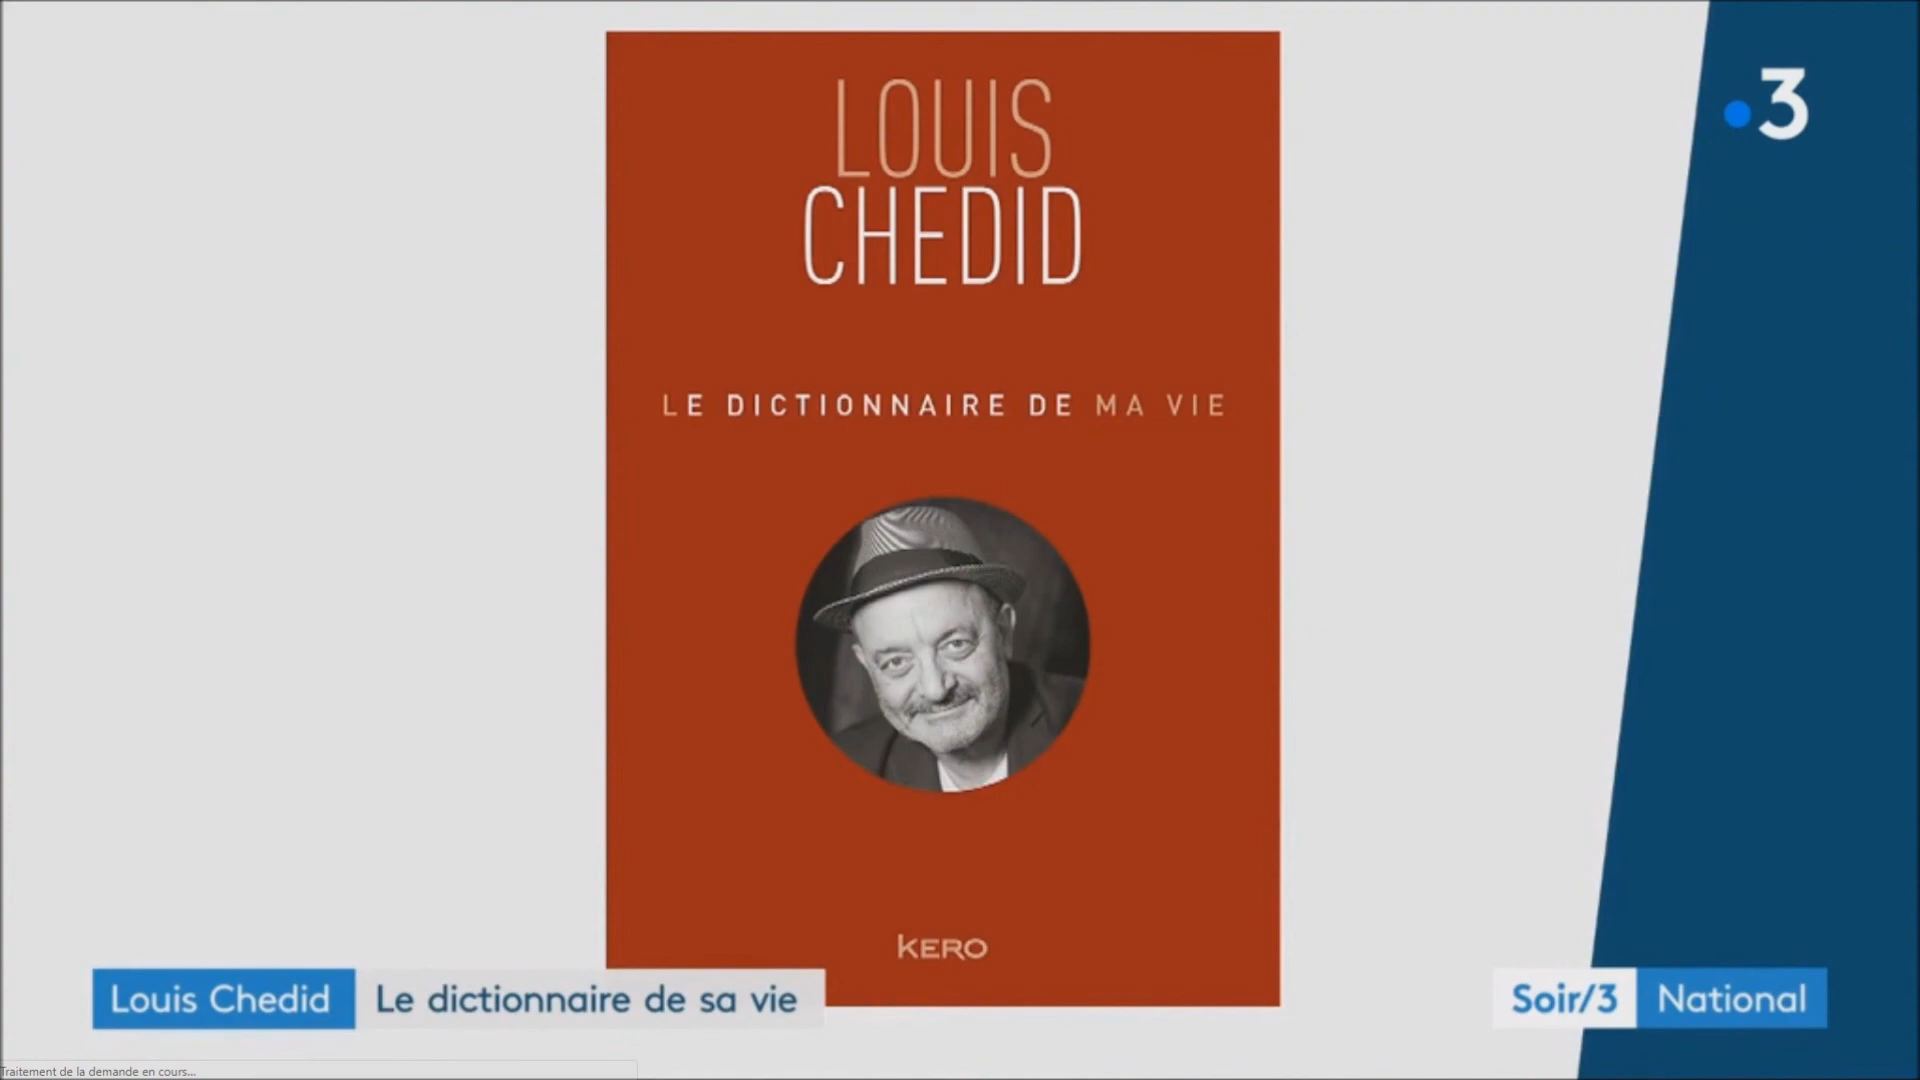 LOUIS
CHEDID
LE DICTIONNAIRE DE MA VIE
KERO
3
Louis Chedid Le dictionnaire de sa vie
Soir/3 National
Traitement de la demande en cours...